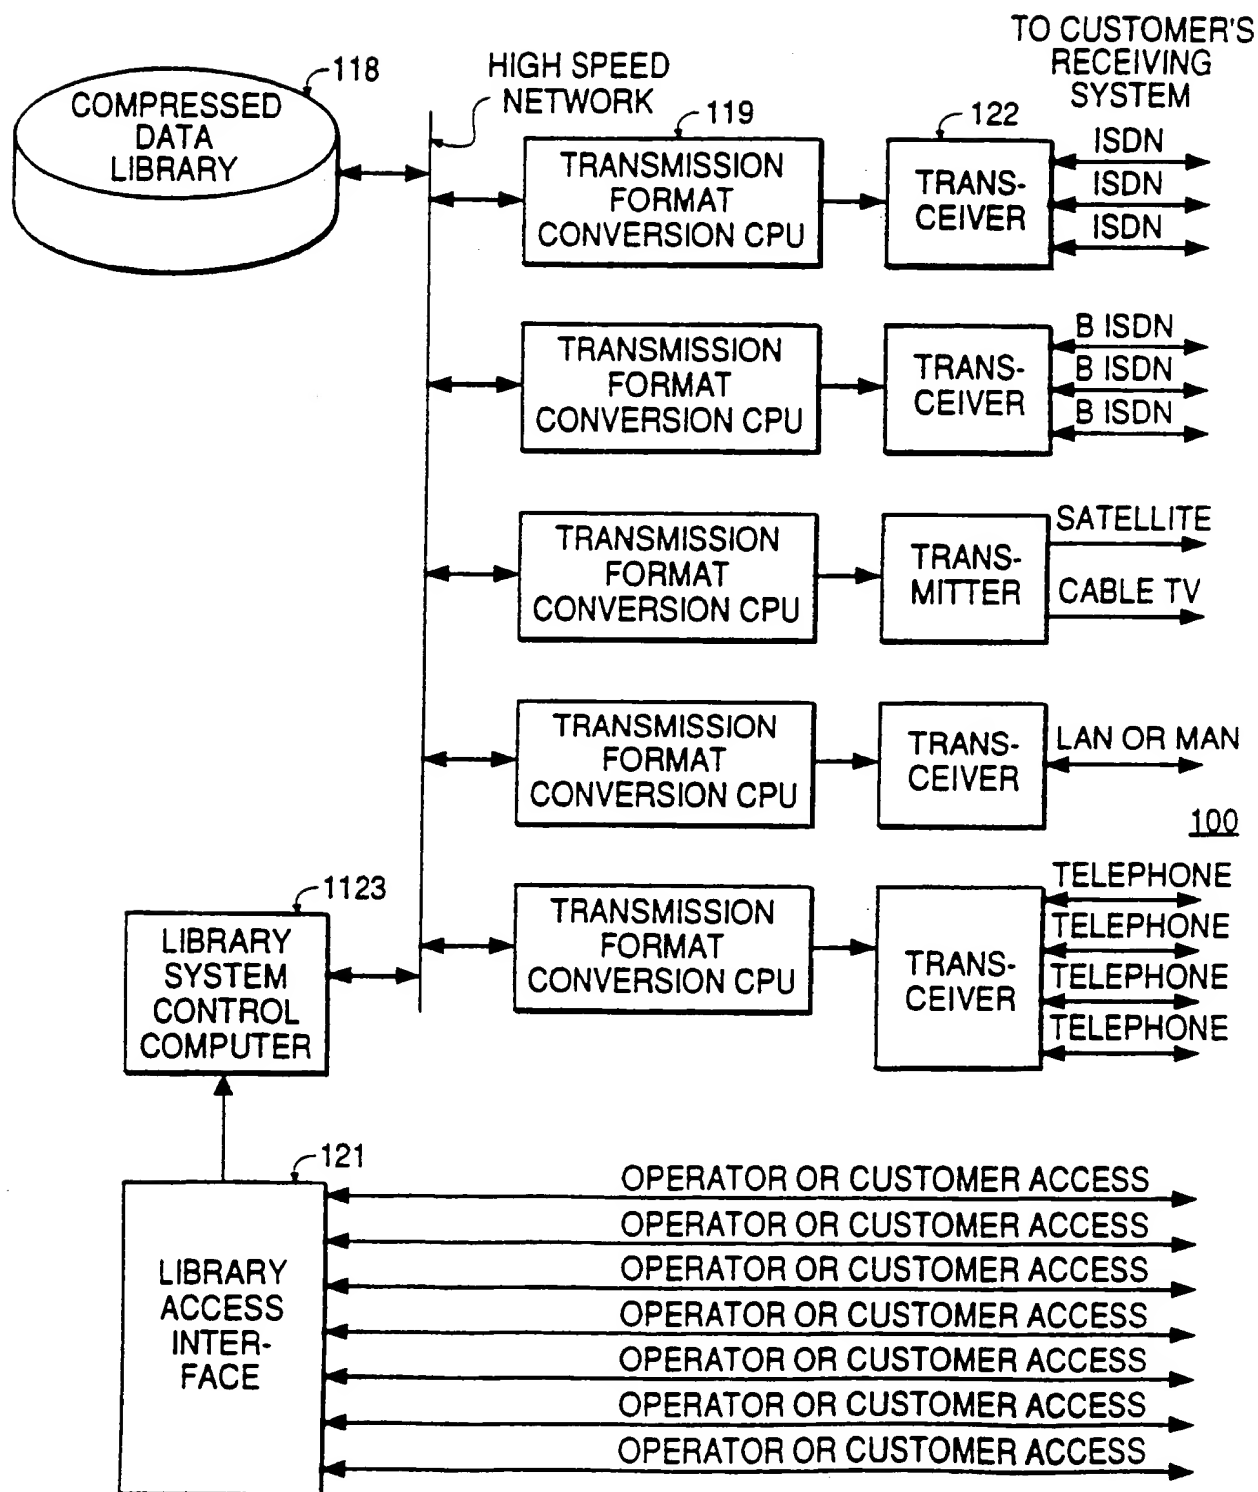 TO CUSTOMER'S
RECEIVING
SYSTEM
118
COMPRESSED
DATA
LIBRARY
HIGH SPEED
NETWORK
119
TRANSMISSION
FORMAT
CONVERSION CPU
122
TRANS-
CEIVER
ISDN
ISDN
ISDN
TRANSMISSION
FORMAT
CONVERSION CPU
TRANS-
CEIVER
B ISDN
B ISDN
B ISDN
TRANSMISSION
FORMAT
CONVERSION CPU
TRANS-
MITTER
SATELLITE
CABLE TV
TRANSMISSION
FORMAT
CONVERSION CPU
TRANS-
CEIVER
LAN OR MAN
100
1123
LIBRARY
SYSTEM
CONTROL
COMPUTER
TRANSMISSION
FORMAT
CONVERSION CPU
TRANS-
CEIVER
TELEPHONE
TELEPHONE
TELEPHONE
TELEPHONE
121
LIBRARY
ACCESS
INTER-
FACE
OPERATOR OR CUSTOMER ACCESS
OPERATOR OR CUSTOMER ACCESS
OPERATOR OR CUSTOMER ACCESS
OPERATOR OR CUSTOMER ACCESS
OPERATOR OR CUSTOMER ACCESS
OPERATOR OR CUSTOMER ACCESS
OPERATOR OR CUSTOMER ACCESS